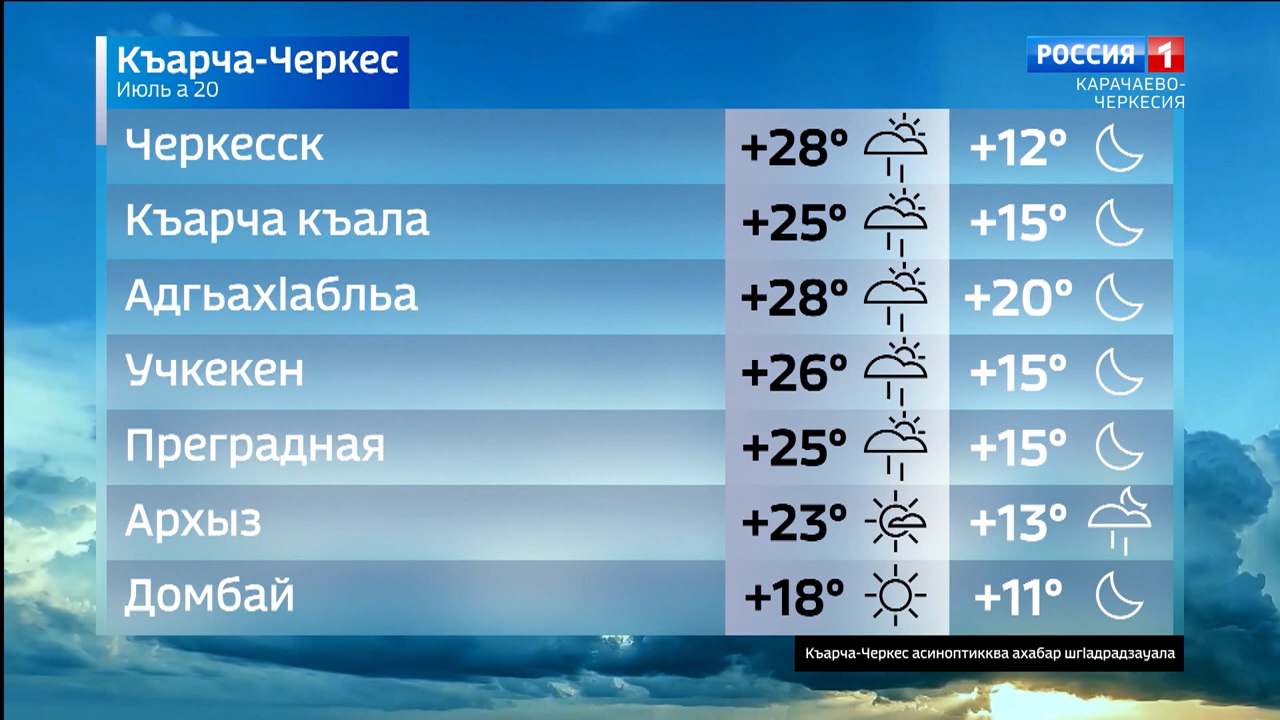 Къарча-Черкес
Июль а 20
РОССИЯ 1
КАРАЧАЕВО-
ЧЕРКЕСИЯ
Черкесск +28° +12°
Къарча къала +25° +15°
Адгьахӏабльа +28° +20°
Учкекен +26° +15°
Преградная +25° +15°
Архыз +23° +13°
Домбай +18° +11°
Къарча-Черкес асиноптикква ахабар шгӏадрадзауала